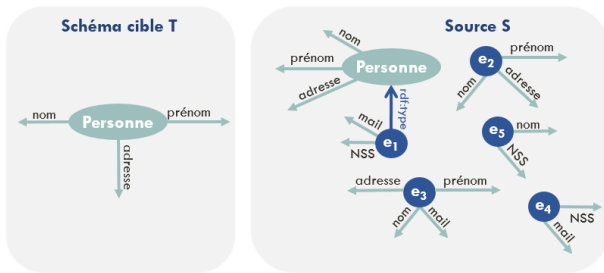 Schéma cible T
nom
Personne
prénom
adresse
Source S
nom
prénom
Personne
adresse
rdf:type
mail
NSS
e1
e2
prénom
nom
adresse
e5
nom
NSS
adresse
prénom
e3
nom
mail
e4
NSS
mail